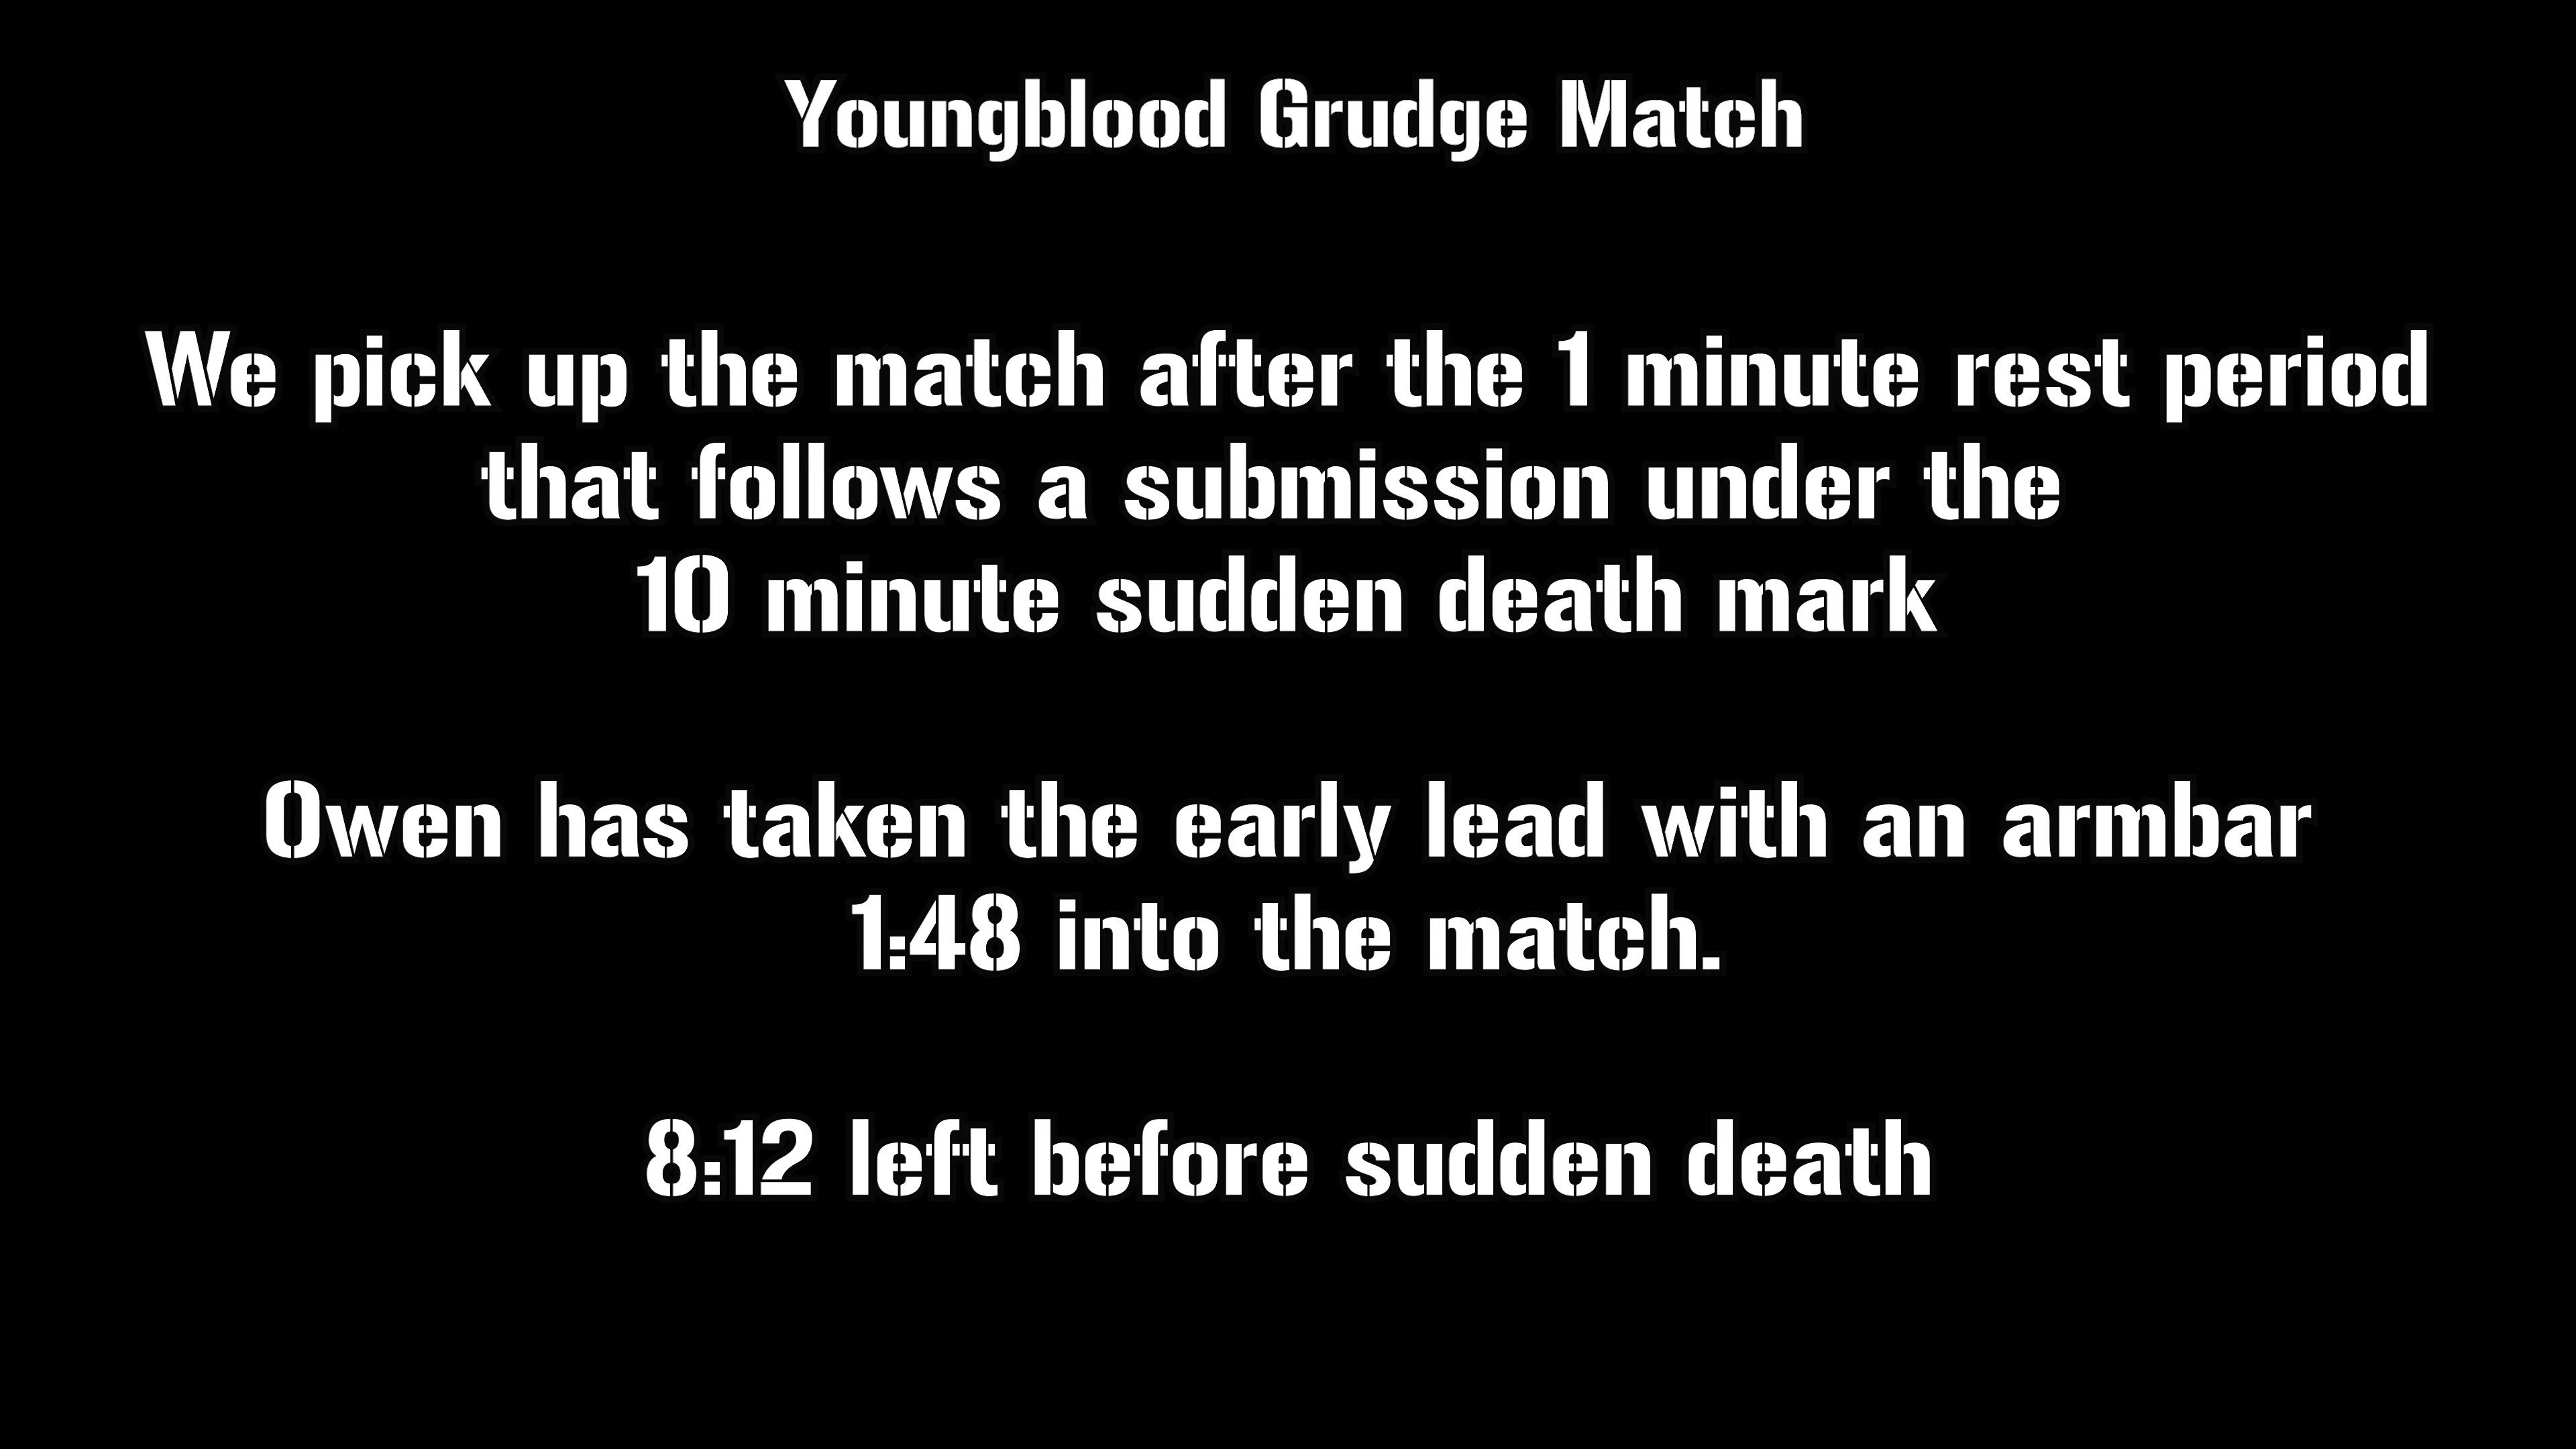 Youngblood Grudge Match
We pick up the match after the 1 minute rest period
that follows a submission under the
10 minute sudden death mark
Owen has taken the early lead with an armbar
1:48 into the match.
8:12 left before sudden death